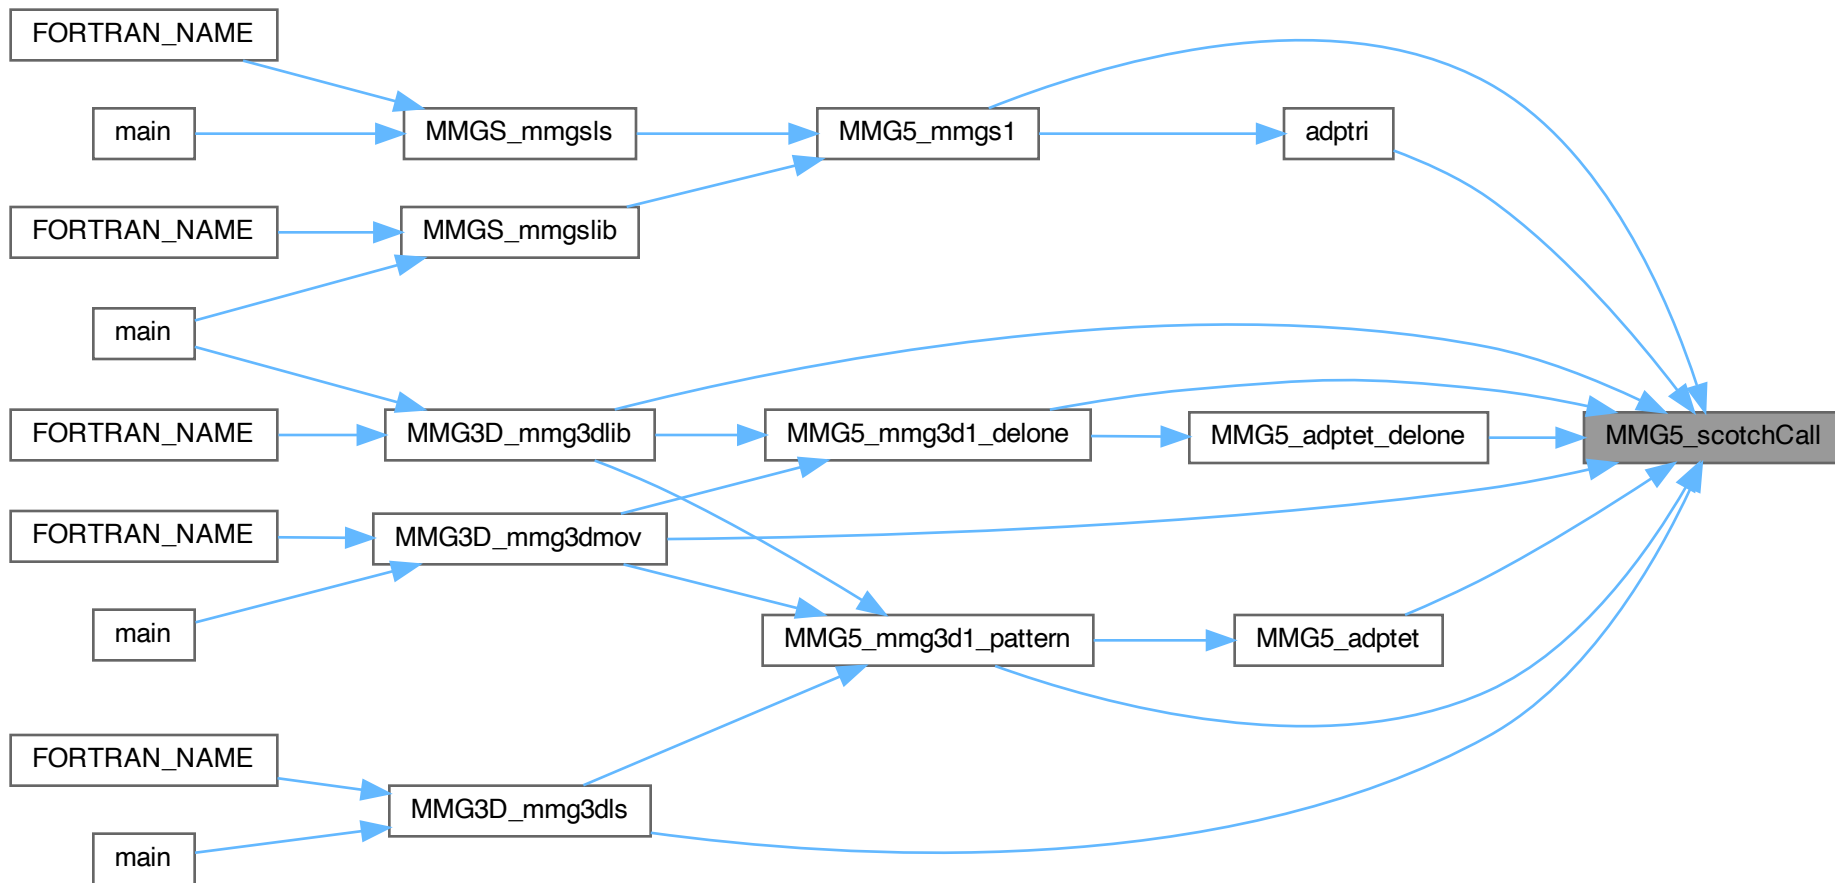 FORTRAN_NAME
main
MMGS_mmgsls
MMG5_mmgs1
adptri
FORTRAN_NAME
MMGS_mmgslib
main
FORTRAN_NAME
MMG3D_mmg3dlib
MMG5_mmg3d1_delone
MMG5_adptet_delone
MMG5_scotchCall
FORTRAN_NAME
MMG3D_mmg3dmov
main
MMG5_mmg3d1_pattern
MMG5_adptet
FORTRAN_NAME
MMG3D_mmg3dls
main